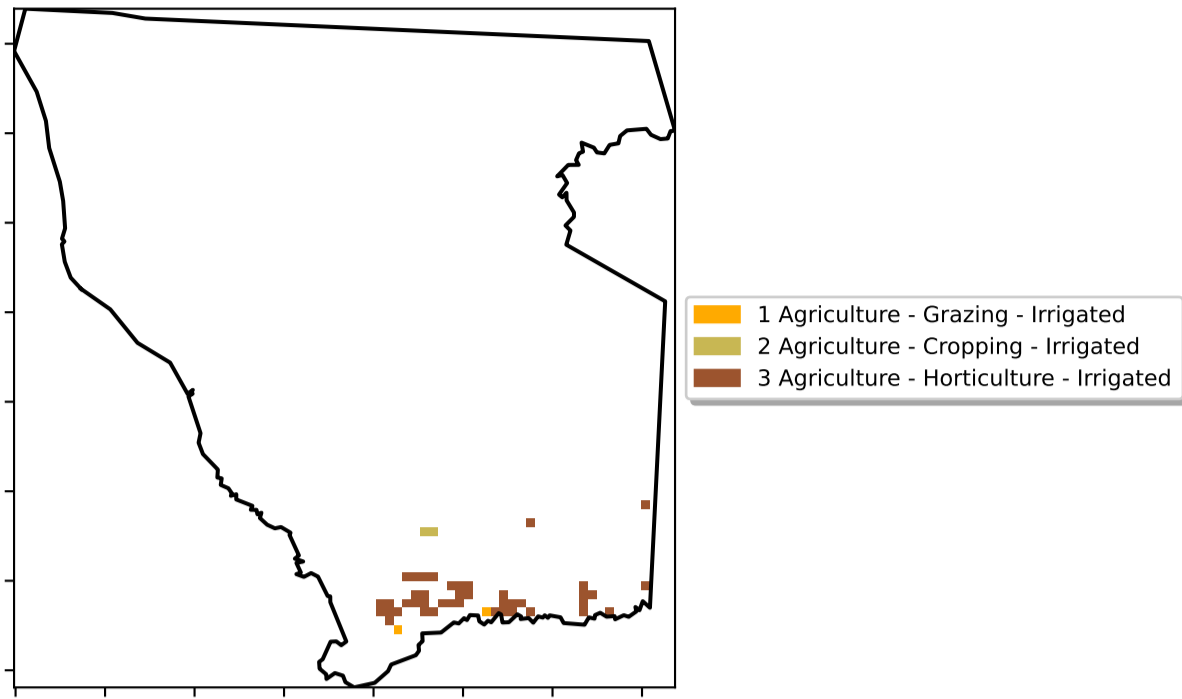 1 Agriculture - Grazing - Irrigated
2 Agriculture - Cropping - Irrigated
3 Agriculture - Horticulture - Irrigated